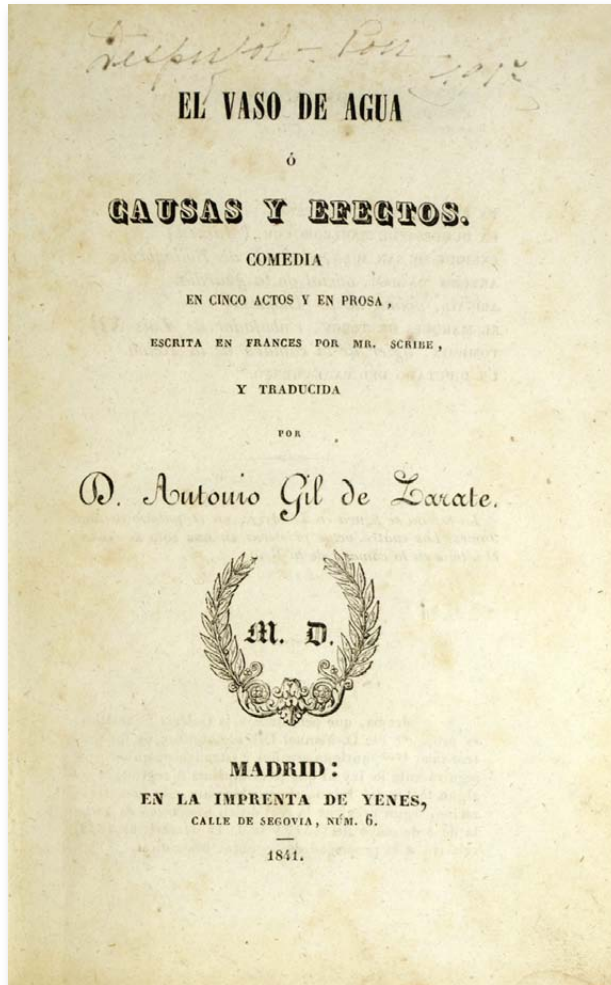 EL VASO DE AGUA
ó
CAUSAS Y EFECTOS.
COMEDIA
EN CINCO ACTOS Y EN PROSA,
ESCRITA EN FRANCES POR MR. SCRIBE,
Y TRADUCIDA
POR
D. Antonio Gil de Zarate.
M. D.
MADRID:
EN LA IMPRENTA DE YENES,
CALLE DE SEGOVIA, NÚM. 6.
1841.